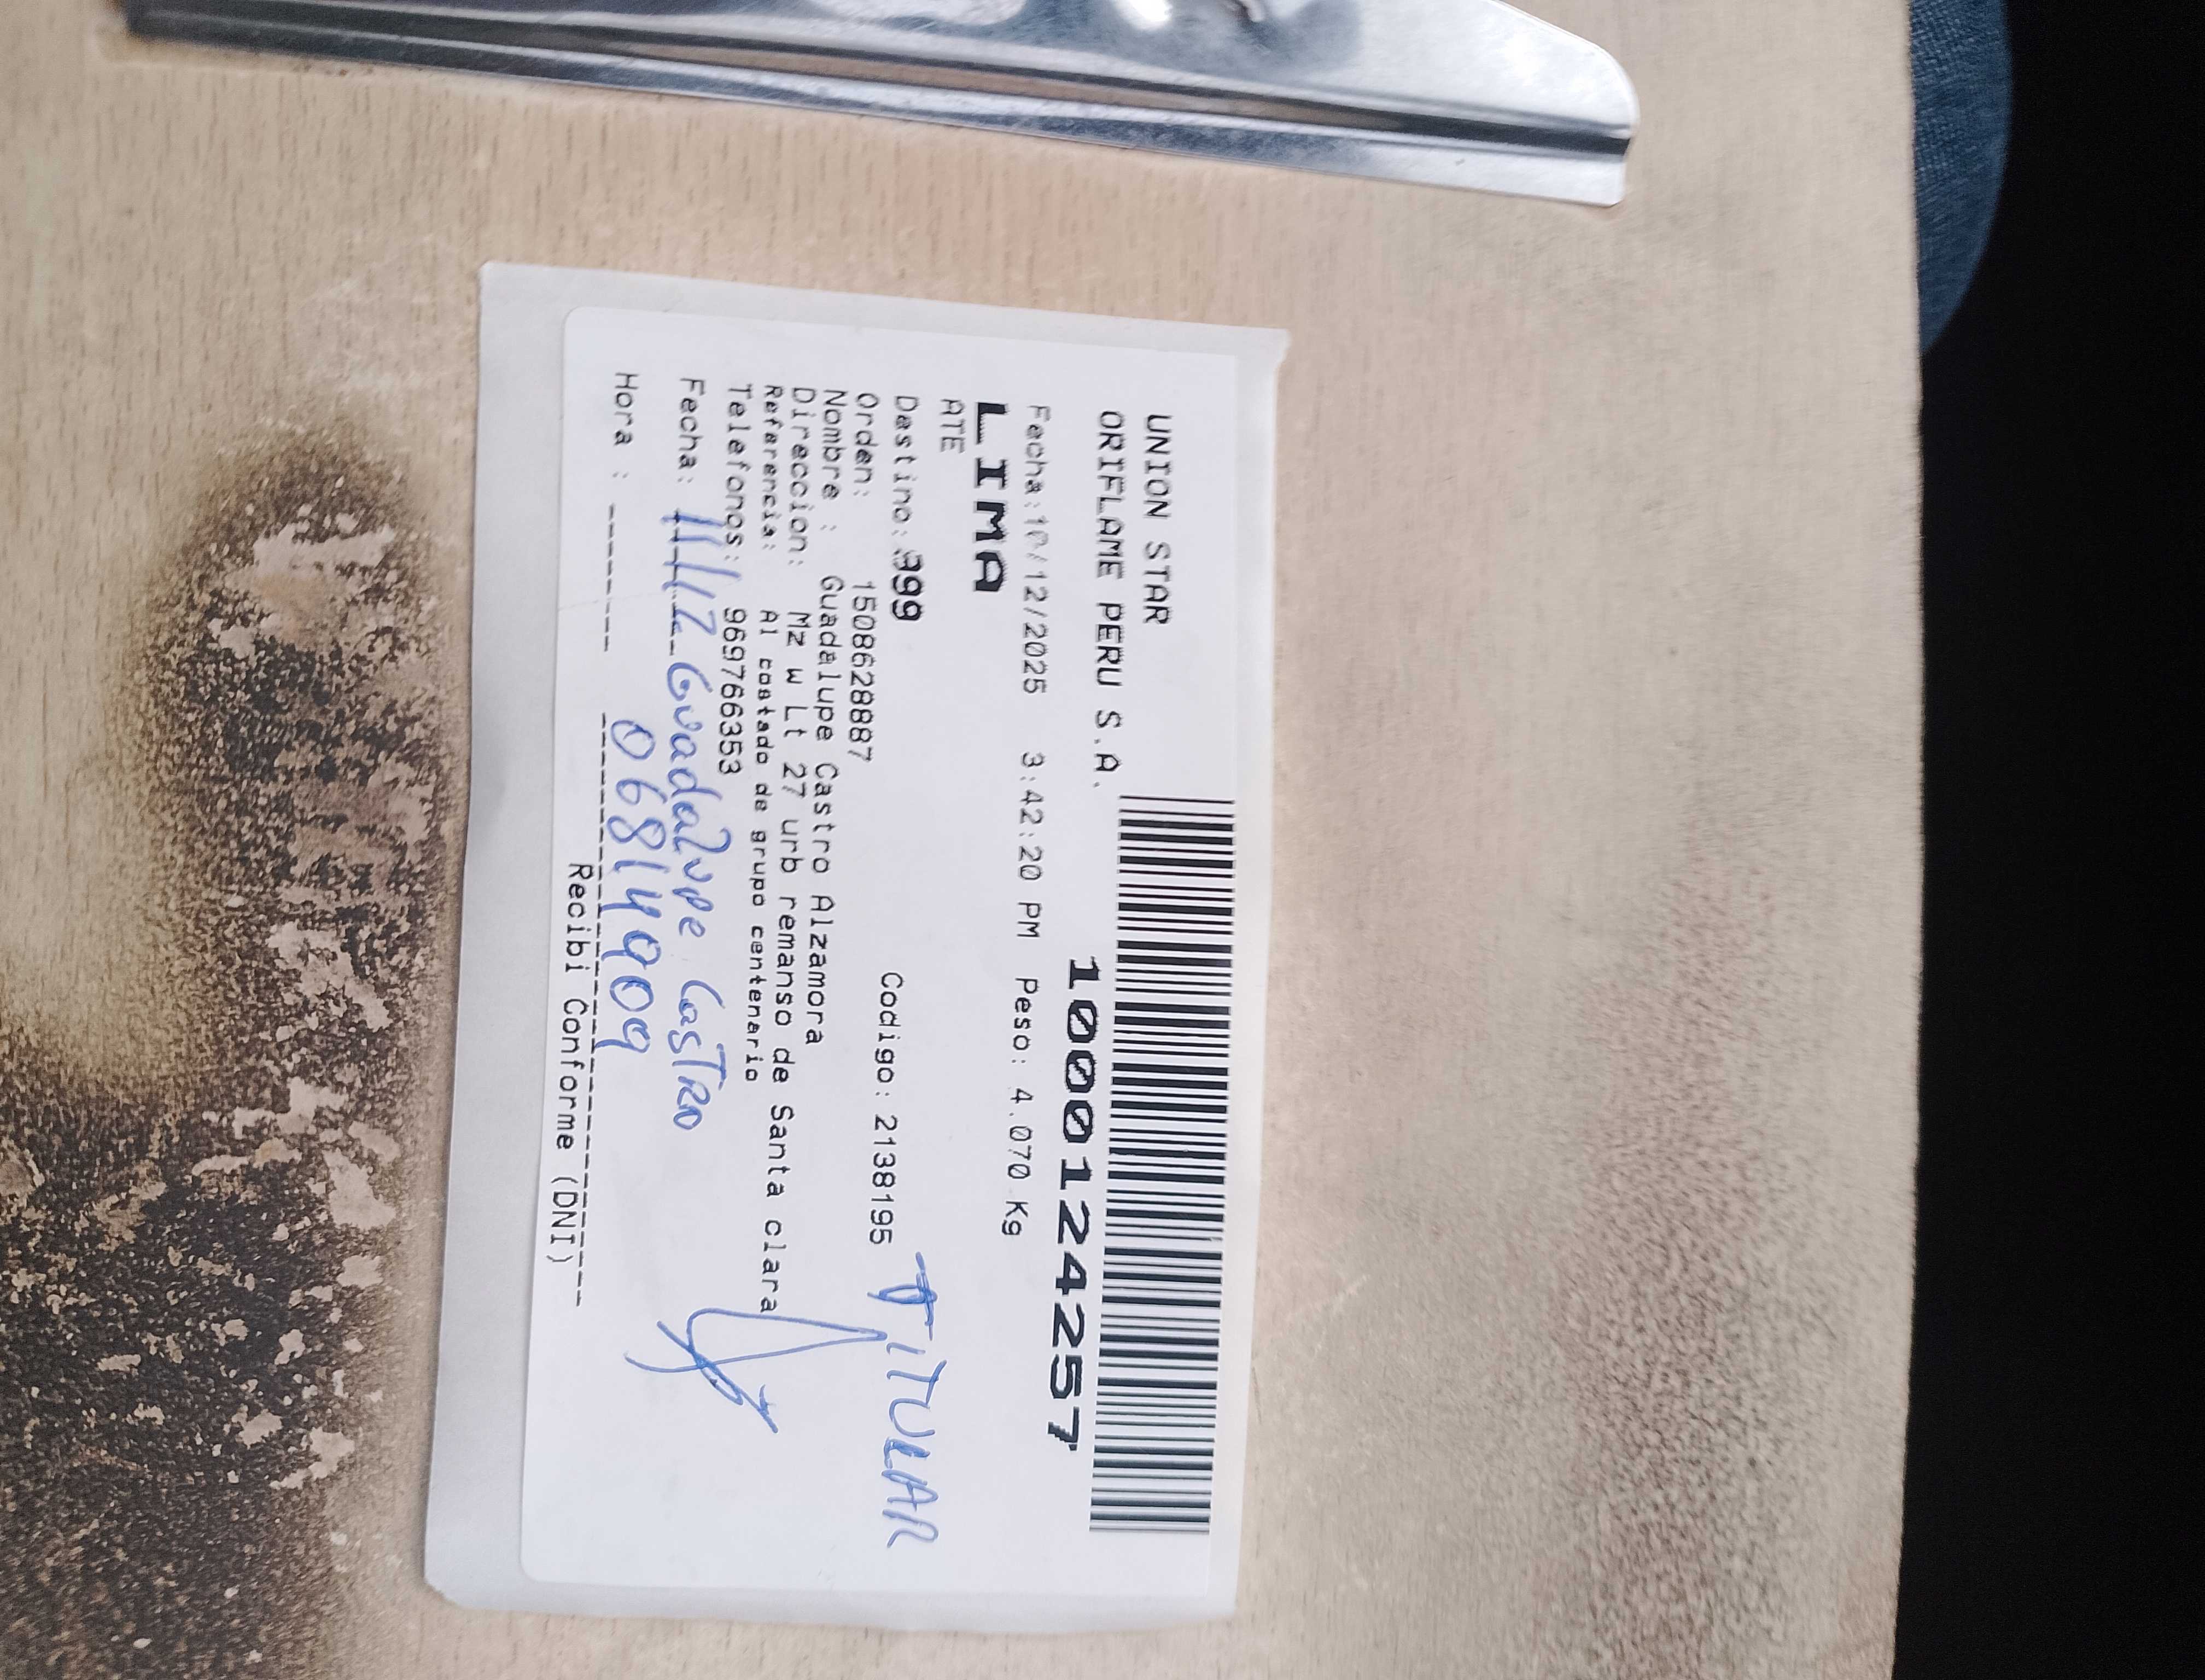 UNION STAR
ORIFLAME PERU S.A.
1000124257
Fecha:10/12/2025 3:42:20 PM Peso: 4.070 Kg
LIMA
ATE
Destino:999
Orden: 1508628887 Codigo: 2138195
TITULAR
Nombre : Guadalupe Castro Alzamora
Direccion: Mz w Lt 27 urb remanso de Santa clara
Referencia: Al costado de grupo centenario
Telefonos: 969766353
Fecha: 11/12 Guadalupe Castro
Hora : 06814909
Recibi Conforme (DNI)